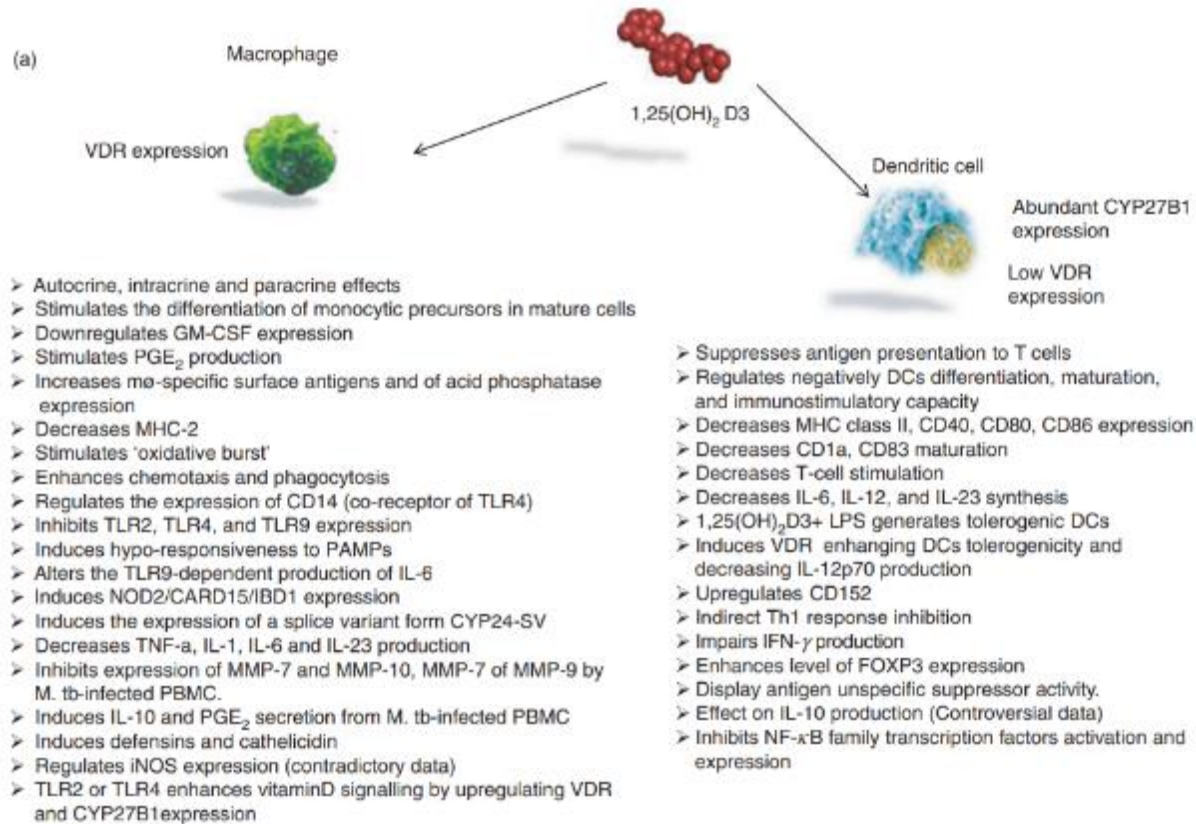 (a)
Macrophage
VDR expression
1,25(OH)₂ D3
Dendritic cell
Abundant CYP27B1
expression
Low VDR
expression
➢ Autocrine, intracrine and paracrine effects
➢ Stimulates the differentiation of monocytic precursors in mature cells
➢ Downregulates GM-CSF expression
➢ Stimulates PGE₂ production
➢ Increases mø-specific surface antigens and of acid phosphatase
expression
➢ Decreases MHC-2
➢ Stimulates 'oxidative burst'
➢ Enhances chemotaxis and phagocytosis
➢ Regulates the expression of CD14 (co-receptor of TLR4)
➢ Inhibits TLR2, TLR4, and TLR9 expression
➢ Induces hypo-responsiveness to PAMPs
➢ Alters the TLR9-dependent production of IL-6
➢ Induces NOD2/CARD15/IBD1 expression
➢ Induces the expression of a splice variant form CYP24-SV
➢ Decreases TNF-a, IL-1, IL-6 and IL-23 production
➢ Inhibits expression of MMP-7 and MMP-10, MMP-7 of MMP-9 by
M. tb-infected PBMC.
➢ Induces IL-10 and PGE₂ secretion from M. tb-infected PBMC
➢ Induces defensins and cathelicidin
➢ Regulates iNOS expression (contradictory data)
➢ TLR2 or TLR4 enhances vitaminD signalling by upregulating VDR
and CYP27B1expression
➢ Suppresses antigen presentation to T cells
➢ Regulates negatively DCs differentiation, maturation,
and immunostimulatory capacity
➢ Decreases MHC class II, CD40, CD80, CD86 expression
➢ Decreases CD1a, CD83 maturation
➢ Decreases T-cell stimulation
➢ Decreases IL-6, IL-12, and IL-23 synthesis
➢ 1,25(OH)₂D3+ LPS generates tolerogenic DCs
➢ Induces VDR enhancing DCs tolerogenicity and
decreasing IL-12p70 production
➢ Upregulates CD152
➢ Indirect Th1 response inhibition
➢ Impairs IFN-γ production
➢ Enhances level of FOXP3 expression
➢ Display antigen unspecific suppressor activity.
➢ Effect on IL-10 production (Controversial data)
➢ Inhibits NF-κB family transcription factors activation and
expression